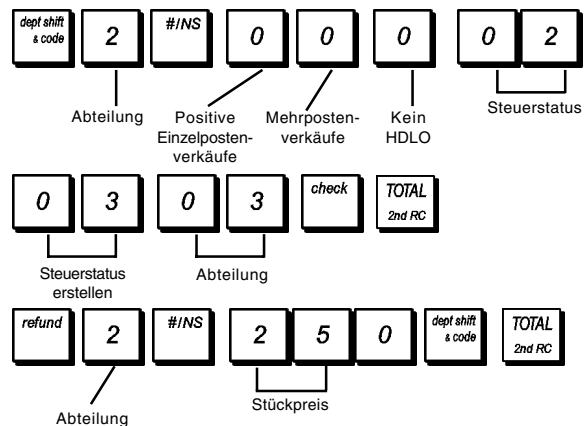 dept shift & code 2 #/NS 0 0 0 0 2
Abteilung Positive Einzelposten-verkäufe Mehrposten-verkäufe Kein HDLO Steuerstatus
0 3 0 3 check TOTAL 2nd RC
Steuerstatus erstellen Abteilung
refund 2 #/NS 2 5 0 dept shift & code TOTAL 2nd RC
Stückpreis
Abteilung